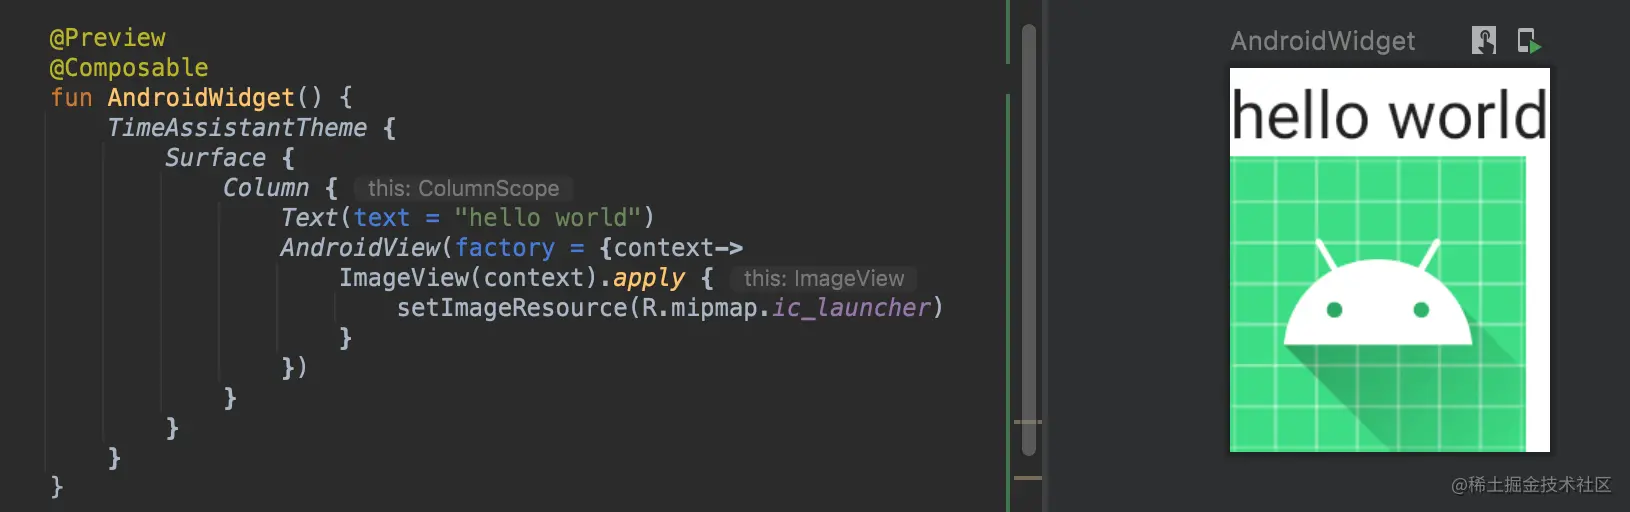 @Preview
@Composable
fun AndroidWidget() {
TimeAssistantTheme {
Surface {
Column { this: ColumnScope
Text(text = "hello world")
AndroidView(factory = {context->
ImageView(context).apply { this: ImageView
setImageResource(R.mipmap.ic_launcher)
}
})
}
}
}
}
AndroidWidget
hello world
@稀土掘金技术社区